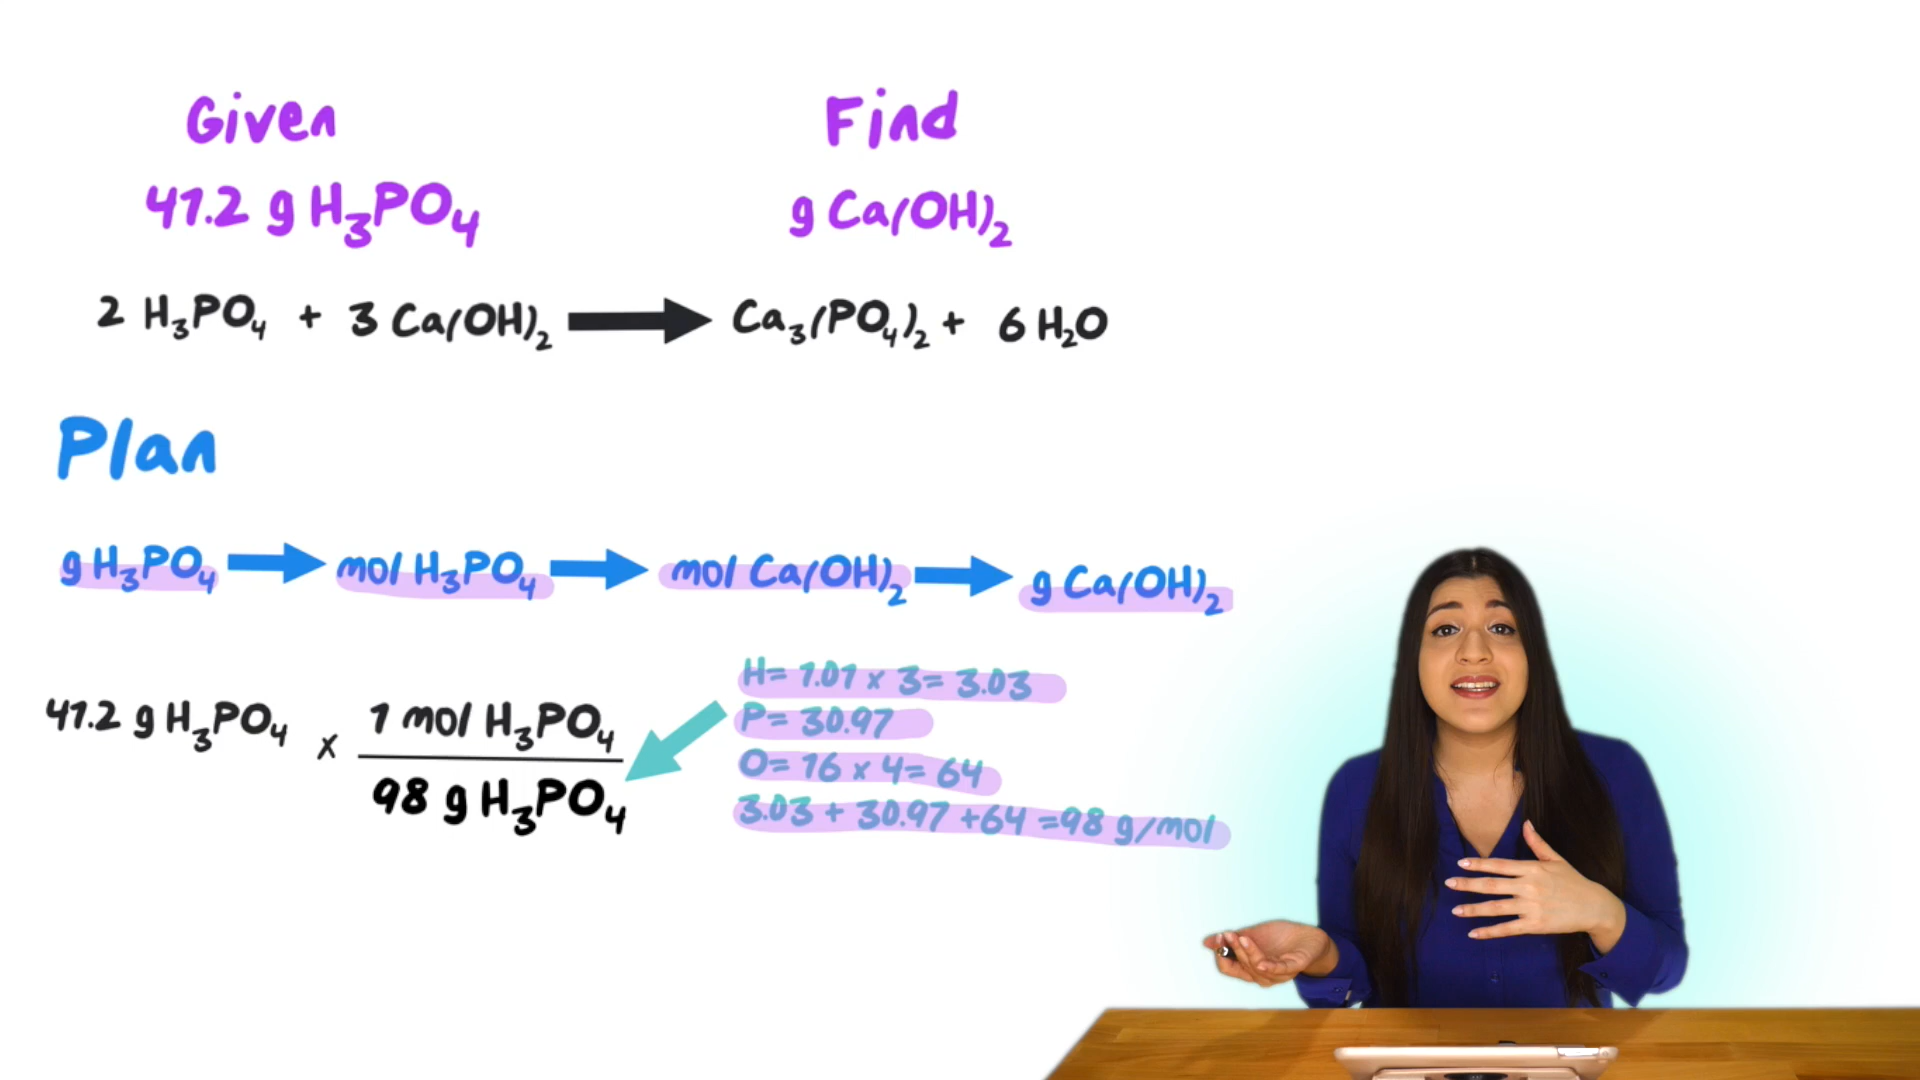 Given Find
41.2 g H₃PO₄ g Ca(OH)₂
2 H₃PO₄ + 3 Ca(OH)₂ → Ca₃(PO₄)₂ + 6 H₂O
Plan
g H₃PO₄ → mol H₃PO₄ → mol Ca(OH)₂ → g Ca(OH)₂
41.2 g H₃PO₄ x 1 mol H₃PO₄
98 g H₃PO₄
H= 1.01 x 3= 3.03
P= 30.97
O= 16 x 4= 64
3.03 + 30.97 +64 =98 g/mol